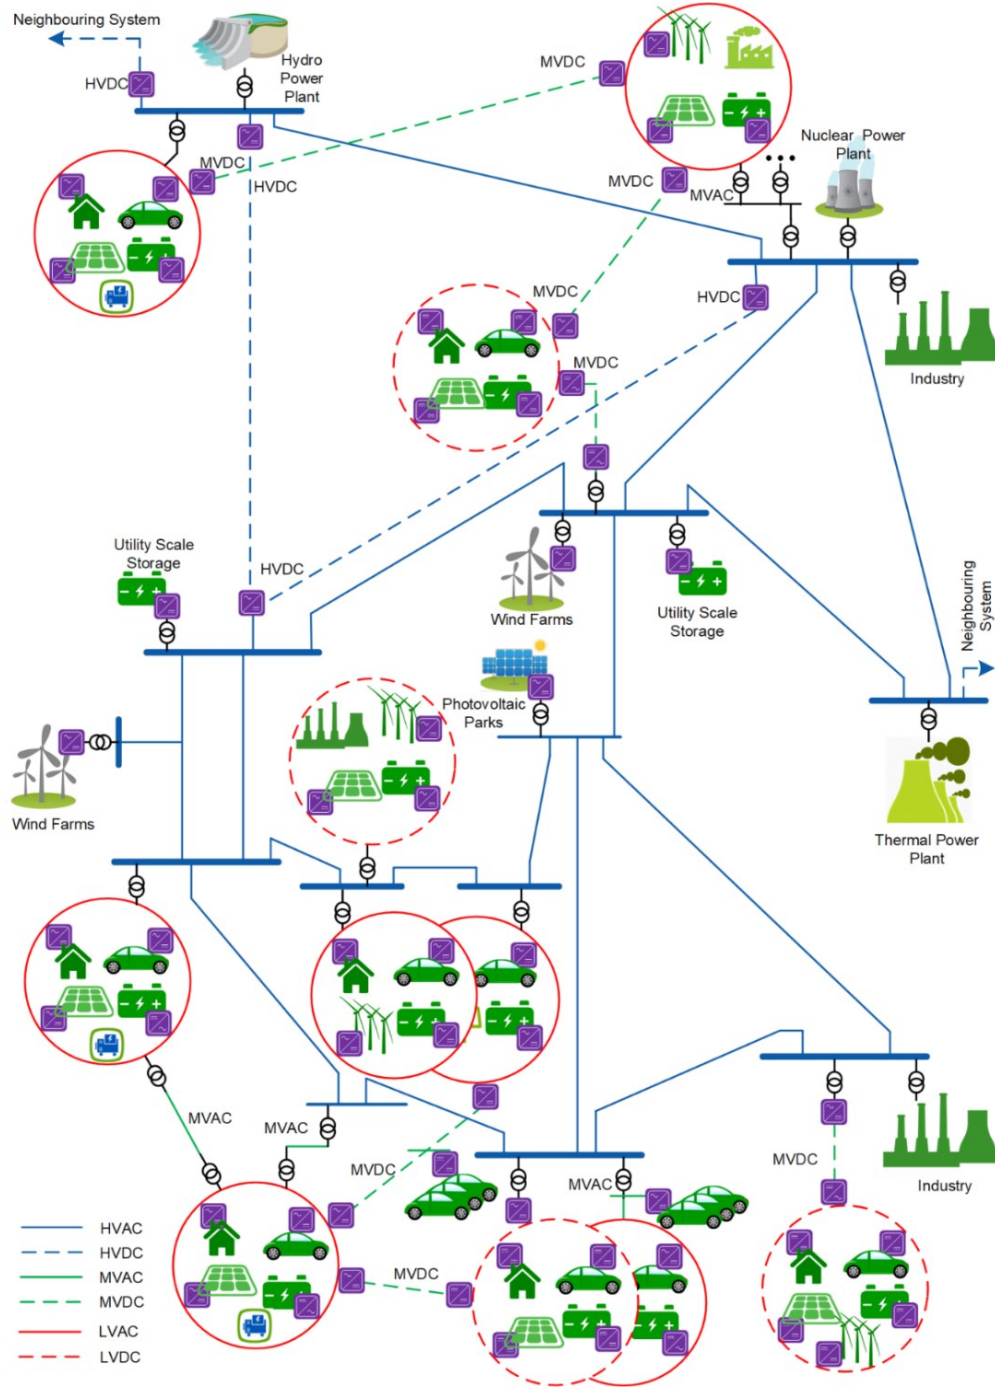 Neighbouring System
HVDC
Hydro
Power
Plant
MVDC
MVDC
HVDC
MVDC
MVAC
Nuclear Power
Plant
HVDC
MVDC
MVDC
Industry
HVDC
Utility Scale
Storage
Wind Farms
Utility Scale
Storage
Neighbouring
System
Photovoltaic
Parks
Wind Farms
Thermal Power
Plant
MVAC
MVAC
MVDC
MVAC
MVDC
MVDC
Industry
HVAC
HVDC
MVAC
MVDC
LVAC
LVDC